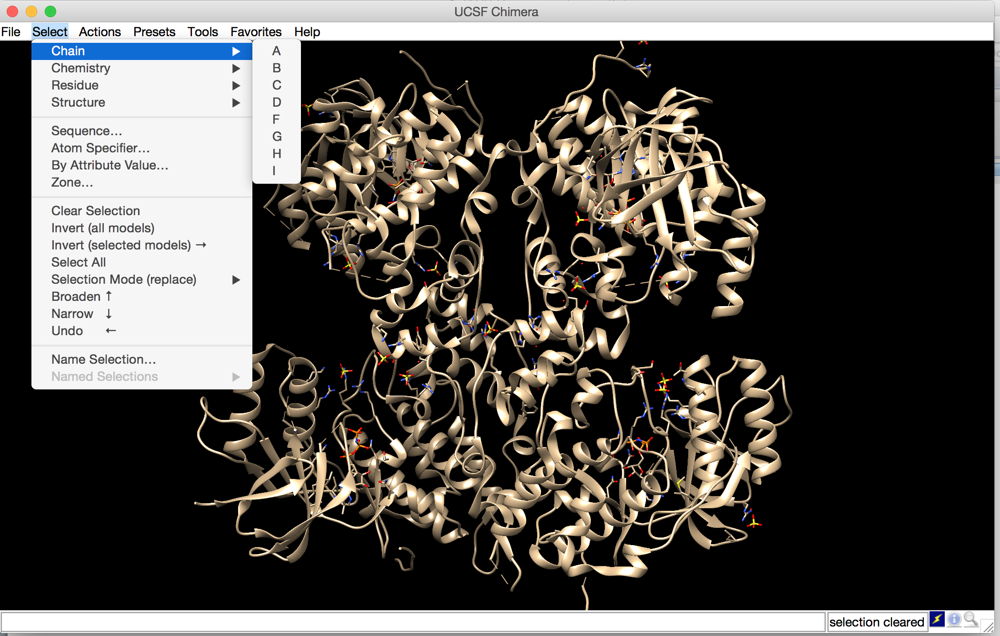 UCSF Chimera
File Select Actions Presets Tools Favorites Help
Chain
Chemistry
Residue
Structure
Sequence...
Atom Specifier...
By Attribute Value...
Zone...
Clear Selection
Invert (all models)
Invert (selected models) →
Select All
Selection Mode (replace)
Broaden ↑
Narrow ↓
Undo ←
Name Selection...
Named Selections
A
B
C
D
F
G
H
I
selection cleared